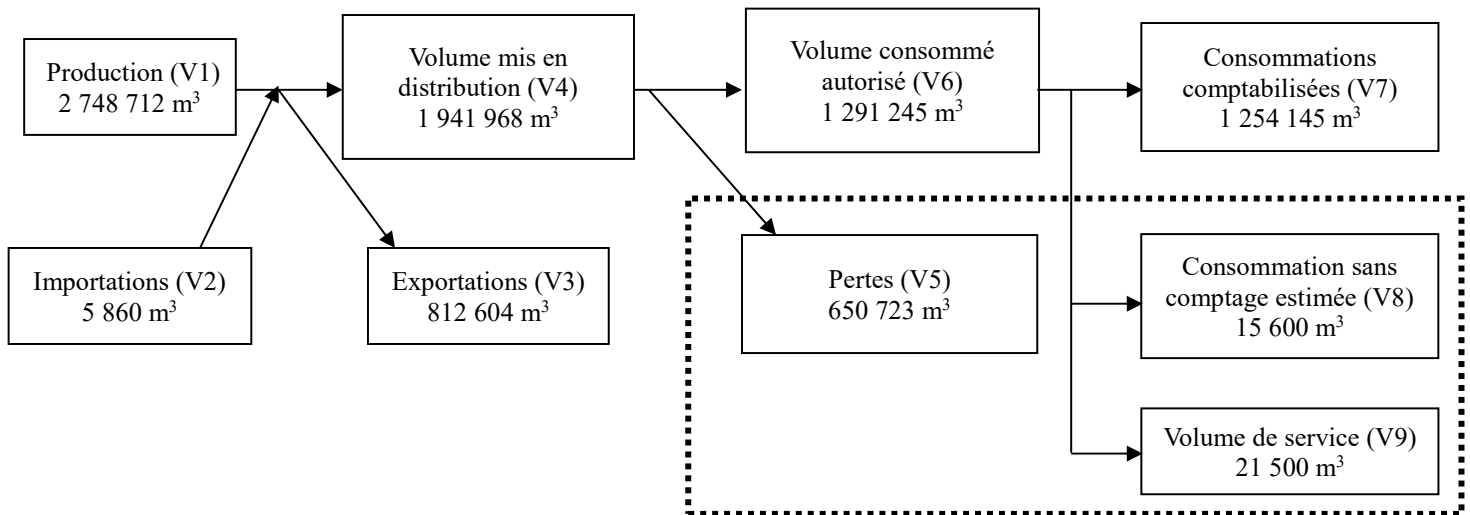 Production (V1)
2 748 712 m³
Volume mis en
distribution (V4)
1 941 968 m³
Volume consommé
autorisé (V6)
1 291 245 m³
Consommations
comptabilisées (V7)
1 254 145 m³
Importations (V2)
5 860 m³
Exportations (V3)
812 604 m³
Pertes (V5)
650 723 m³
Consommation sans
comptage estimée (V8)
15 600 m³
Volume de service (V9)
21 500 m³